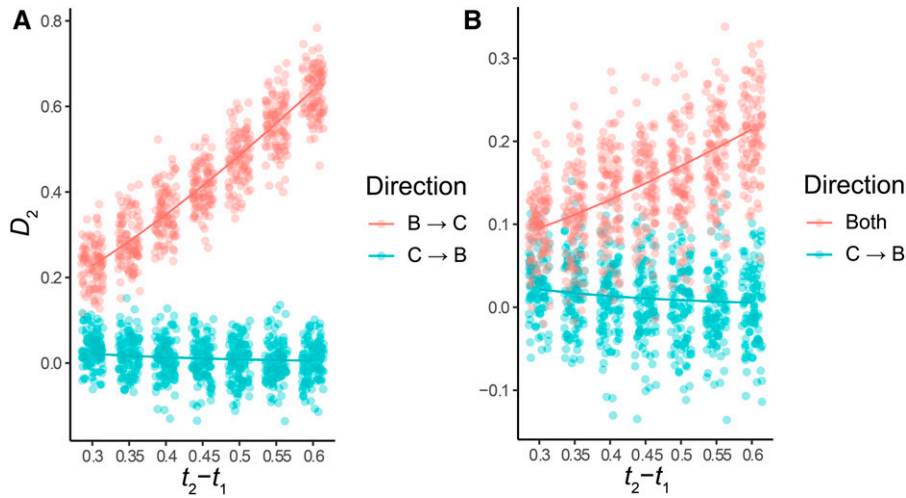 A
D₂
0.8
0.6
0.4
0.2
0.0
0.3 0.35 0.4 0.45 0.5 0.55 0.6
t₂−t₁
Direction
B → C
C → B
B
0.3
0.2
0.1
0.0
−0.1
0.3 0.35 0.4 0.45 0.5 0.55 0.6
t₂−t₁
Direction
Both
C → B